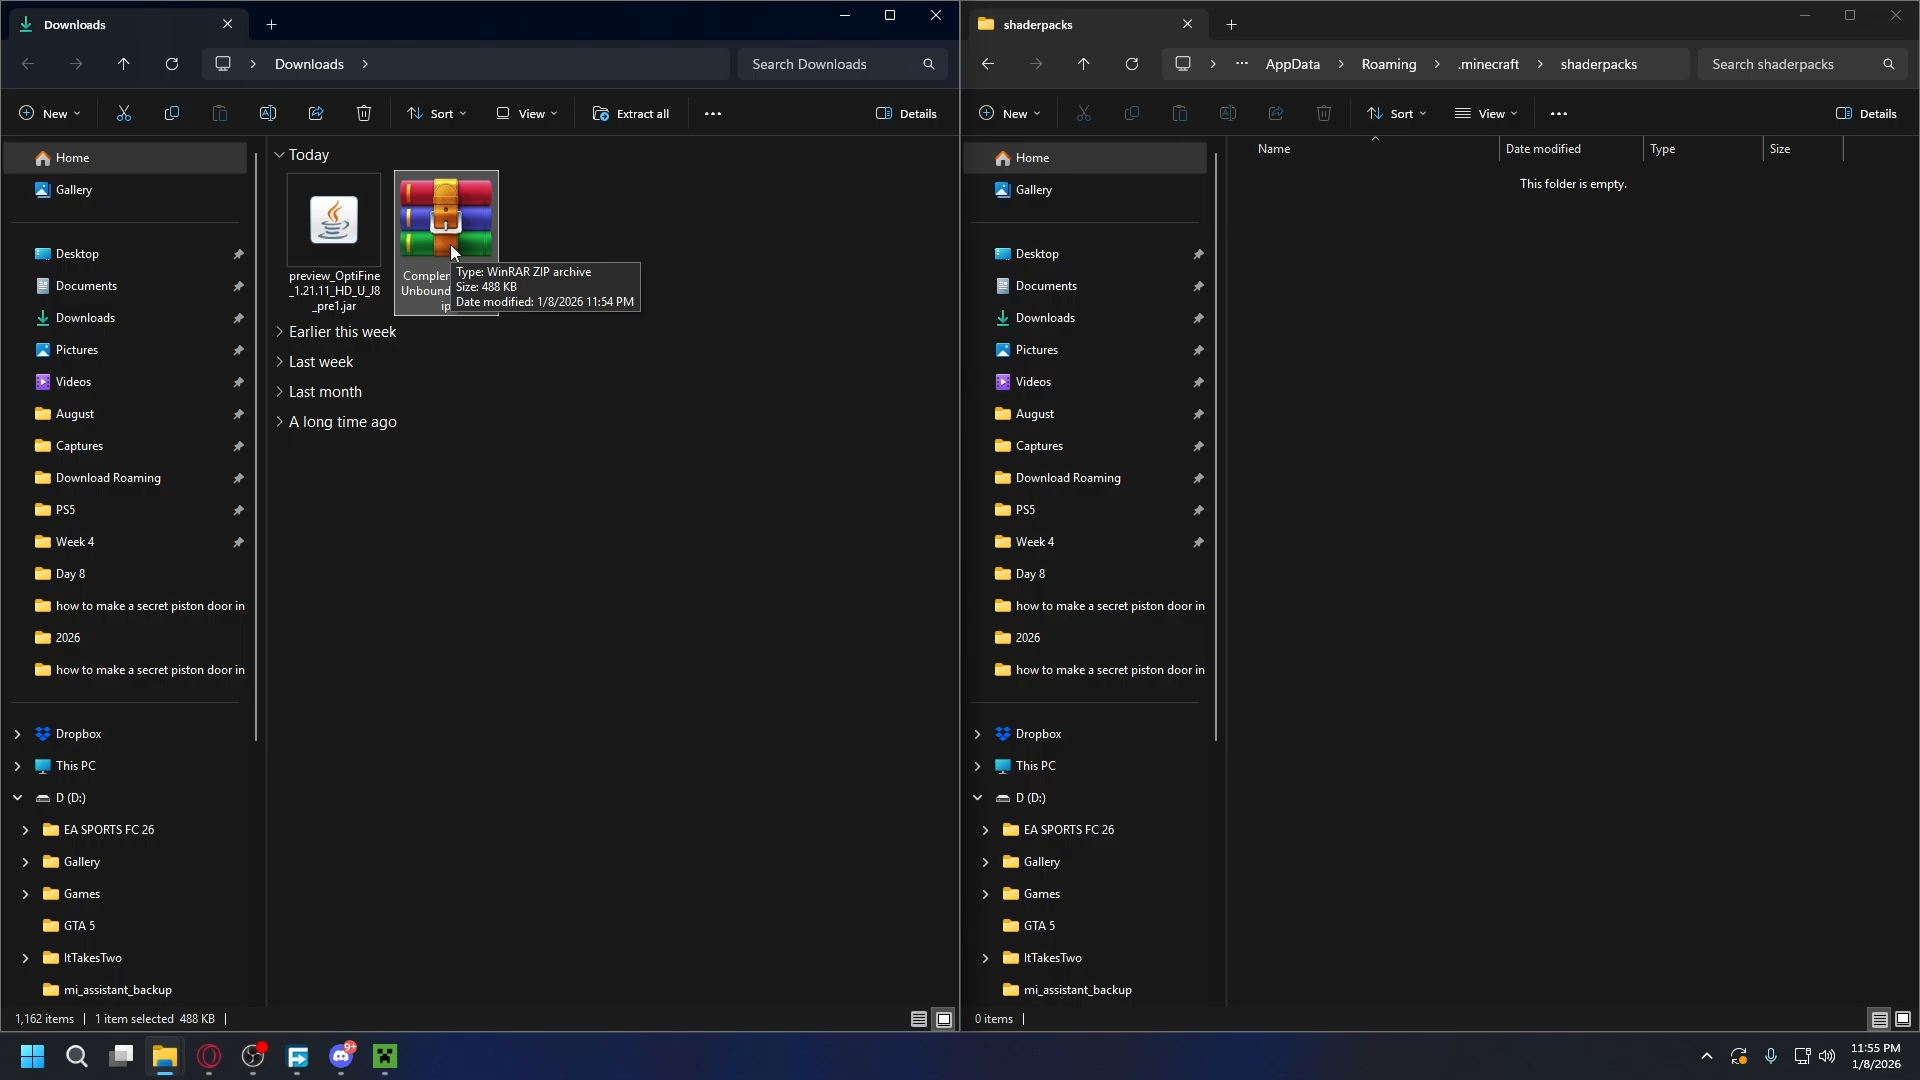 Downloads
Downloads
Search Downloads
New
Sort
View
Extract all
Details
Home
Gallery
Desktop
Documents
Downloads
Pictures
Videos
August
Captures
Download Roaming
PS5
Week 4
Day 8
how to make a secret piston door in
2026
how to make a secret piston door in
Dropbox
This PC
D (D:)
EA SPORTS FC 26
Gallery
Games
GTA 5
ItTakesTwo
mi_assistant_backup
Today
preview_OptiFine
_1.21.11_HD_U_J8
_pre1.jar
Type: WinRAR ZIP archive
Size: 488 KB
Date modified: 1/8/2026 11:54 PM
Earlier this week
Last week
Last month
A long time ago
1,162 items
1 item selected 488 KB
shaderpacks
AppData
Roaming
.minecraft
shaderpacks
Search shaderpacks
New
Sort
View
Details
Home
Gallery
Desktop
Documents
Downloads
Pictures
Videos
August
Captures
Download Roaming
PS5
Week 4
Day 8
how to make a secret piston door in
2026
how to make a secret piston door in
Dropbox
This PC
D (D:)
EA SPORTS FC 26
Gallery
Games
GTA 5
ItTakesTwo
mi_assistant_backup
Name
Date modified
Type
Size
This folder is empty.
0 items
9+
11:55 PM
1/8/2026